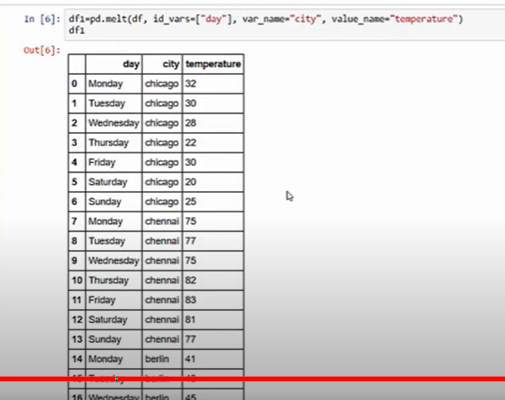 In [6]: df1=pd.melt(df, id_vars=["day"], var_name="city", value_name="temperature")
df1
Out[6]:
day city temperature
0 Monday chicago 32
1 Tuesday chicago 30
2 Wednesday chicago 28
3 Thursday chicago 22
4 Friday chicago 30
5 Saturday chicago 20
6 Sunday chicago 25
7 Monday chennai 75
8 Tuesday chennai 77
9 Wednesday chennai 75
10 Thursday chennai 82
11 Friday chennai 83
12 Saturday chennai 81
13 Sunday chennai 77
14 Monday berlin 41
15 Tuesday berlin
16 Wednesday berlin 45